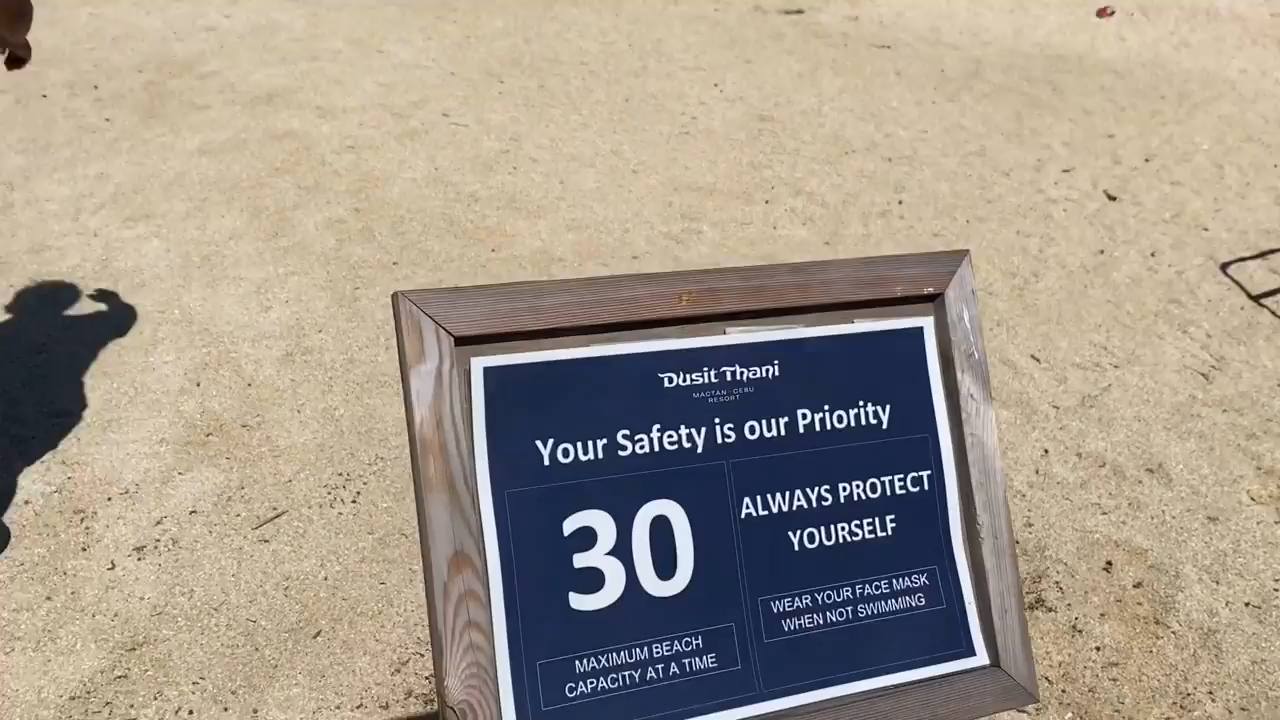 Dusit Thani
MACTAN · CEBU
RESORT
Your Safety is our Priority
30
MAXIMUM BEACH
CAPACITY AT A TIME
ALWAYS PROTECT
YOURSELF
WEAR YOUR FACE MASK
WHEN NOT SWIMMING